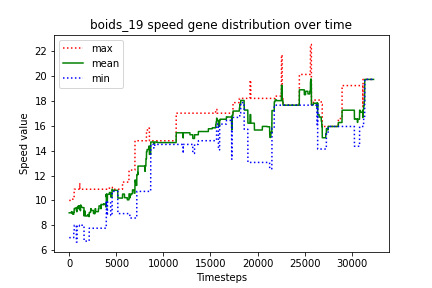 boids_19 speed gene distribution over time
max
mean
min
Speed value
22
20
18
16
14
12
10
8
6
0
5000
10000
15000
20000
25000
30000
Timesteps